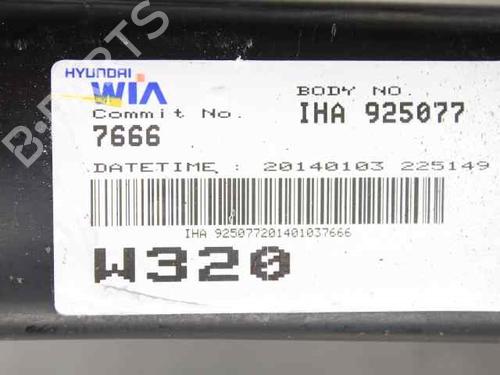 B-PARTS
HYUNDAI
WIA
BODY NO.
Commit No.
IHA 925077
7666
DATETIME : 20140103 225149
IHA 925077201401037666
W320